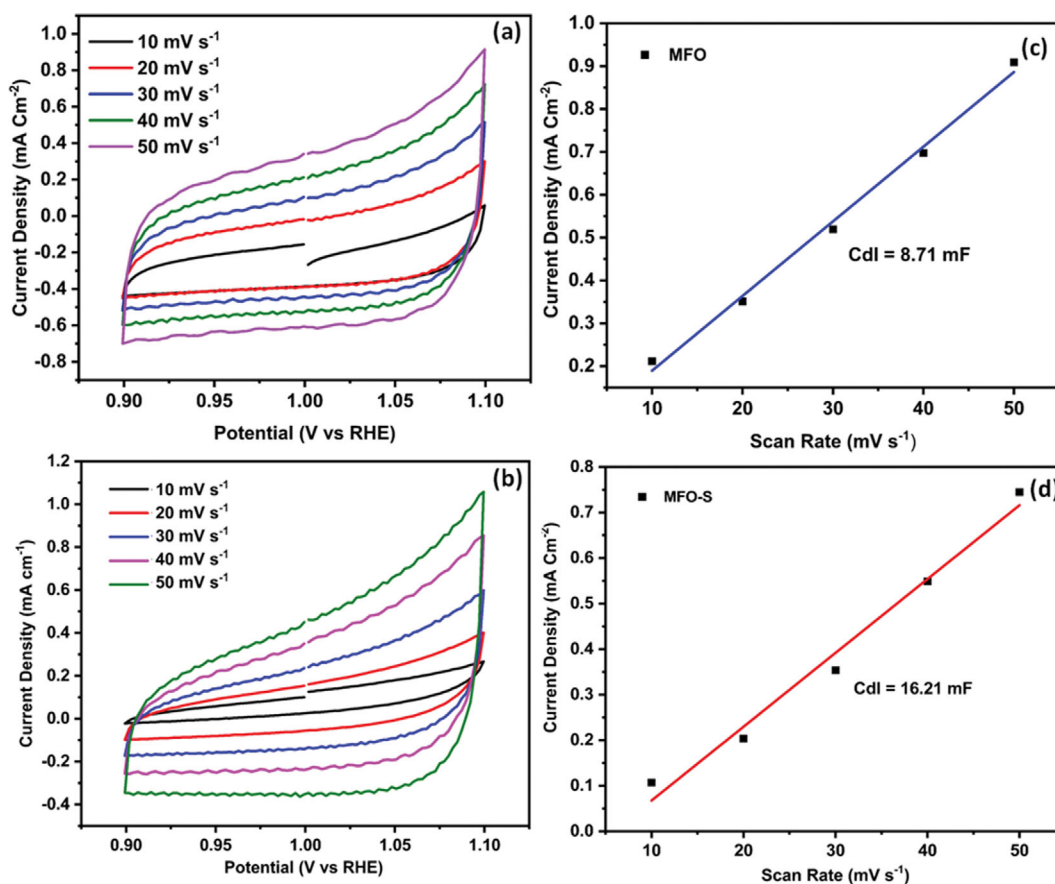 (a)
10 mV s⁻¹
20 mV s⁻¹
30 mV s⁻¹
40 mV s⁻¹
50 mV s⁻¹
Current Density (mA Cm⁻²)
1.0
0.8
0.6
0.4
0.2
0.0
-0.2
-0.4
-0.6
-0.8
0.90
0.95
1.00
1.05
1.10
Potential (V vs RHE)
(c)
MFO
Current Density (mA Cm⁻²)
0.9
0.8
0.7
0.6
0.5
0.4
0.3
0.2
Cdl = 8.71 mF
10
20
30
40
50
Scan Rate (mV s⁻¹)
(b)
10 mV s⁻¹
20 mV s⁻¹
30 mV s⁻¹
40 mV s⁻¹
50 mV s⁻¹
Current Density (mA cm⁻¹)
1.2
1.0
0.8
0.6
0.4
0.2
0.0
-0.2
-0.4
0.90
0.95
1.00
1.05
1.10
Potential (V vs RHE)
(d)
MFO-S
Current Density (mA Cm⁻²)
0.8
0.7
0.6
0.5
0.4
0.3
0.2
0.1
0.0
Cdl = 16.21 mF
10
20
30
40
50
Scan Rate (mV s⁻¹)